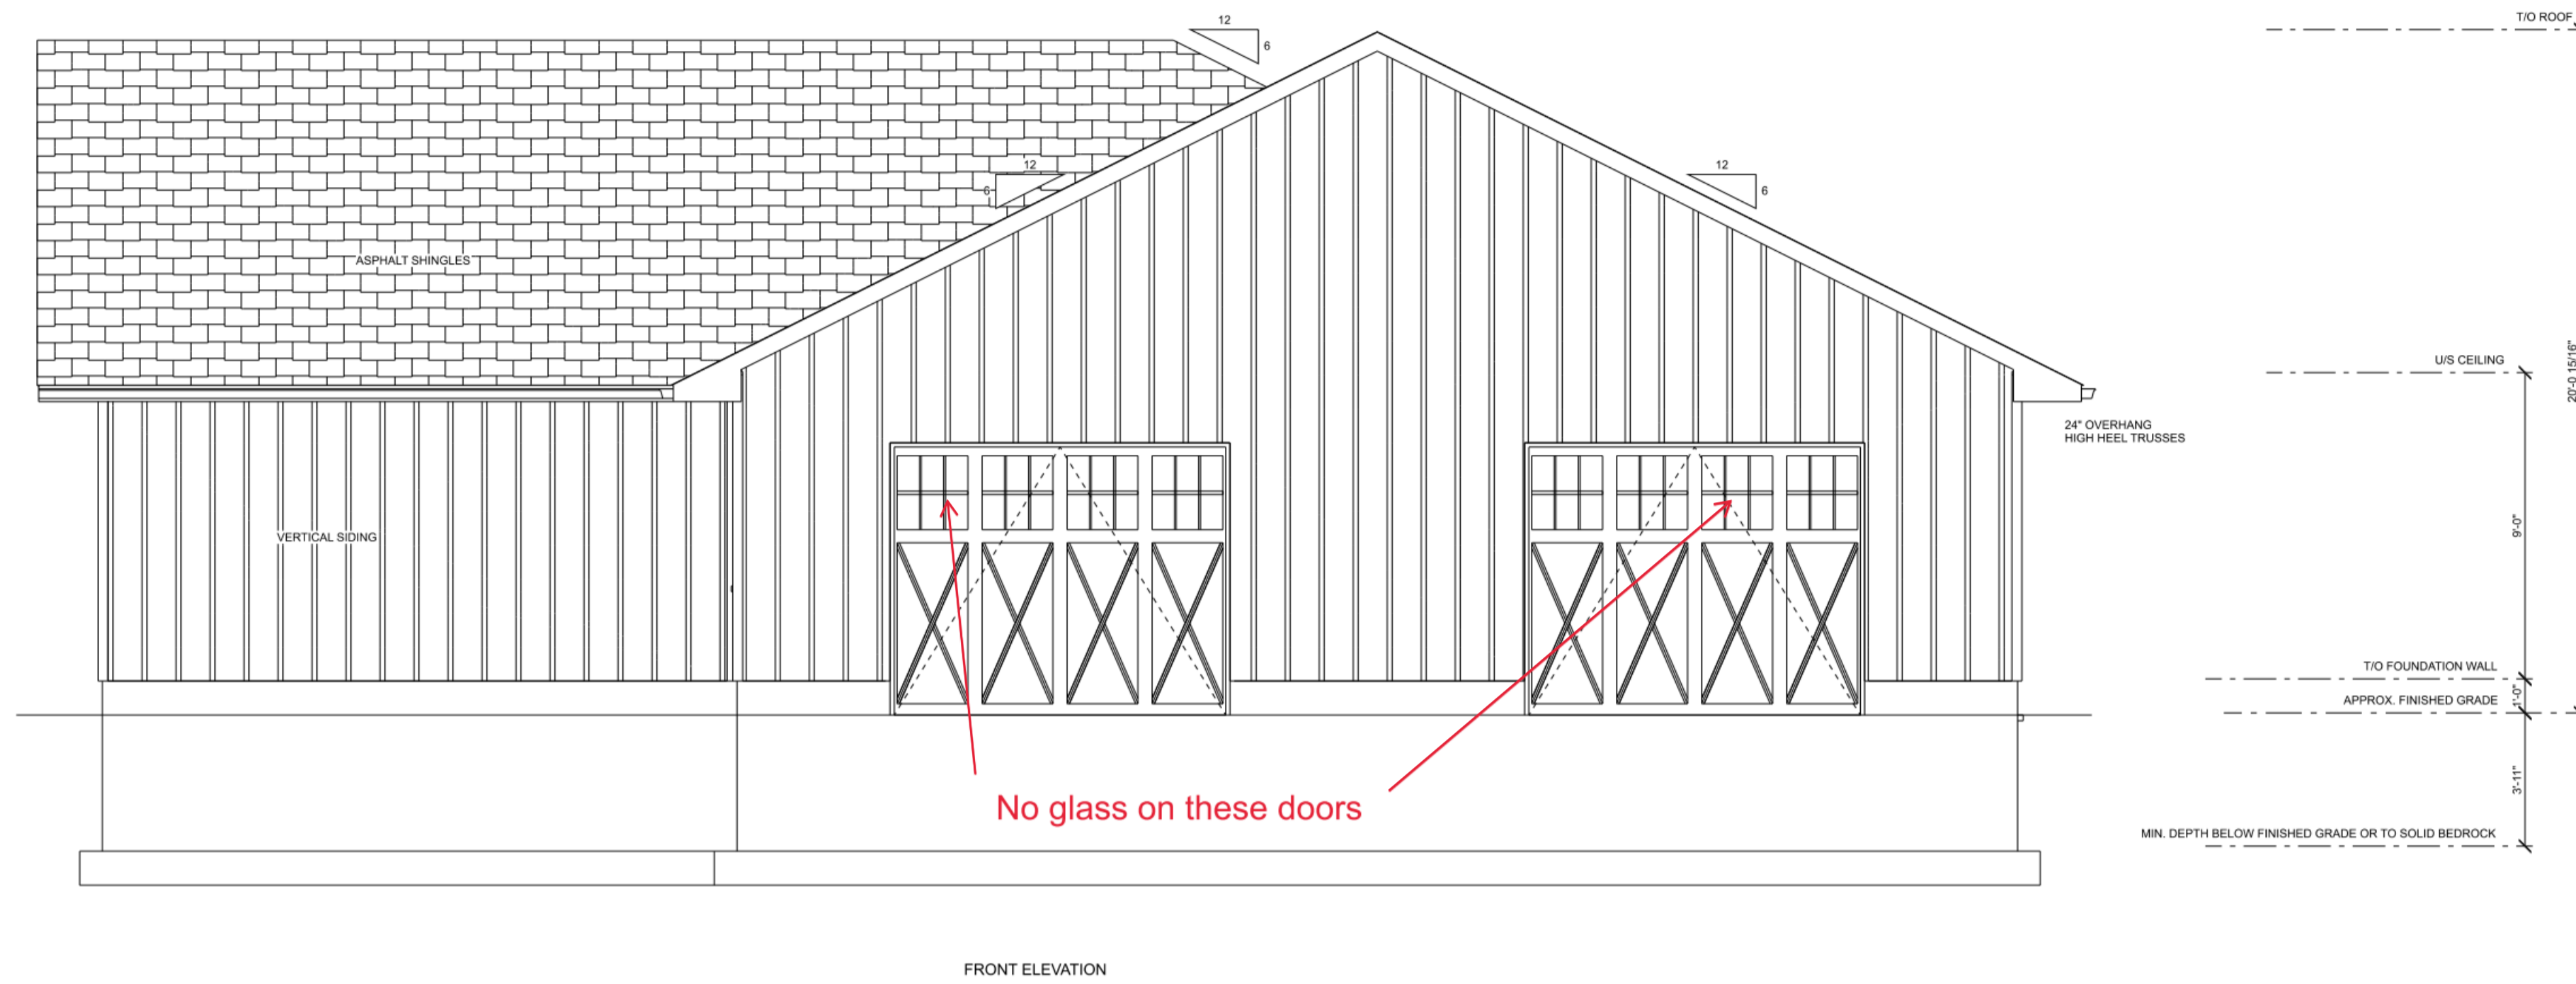 12
T/O ROOF
6
12
6
12
6
ASPHALT SHINGLES
U/S CEILING
20'-0 15/16"
24" OVERHANG
HIGH HEEL TRUSSES
9'-0"
VERTICAL SIDING
T/O FOUNDATION WALL
1'-0"
APPROX. FINISHED GRADE
3'-11"
No glass on these doors
MIN. DEPTH BELOW FINISHED GRADE OR TO SOLID BEDROCK
FRONT ELEVATION